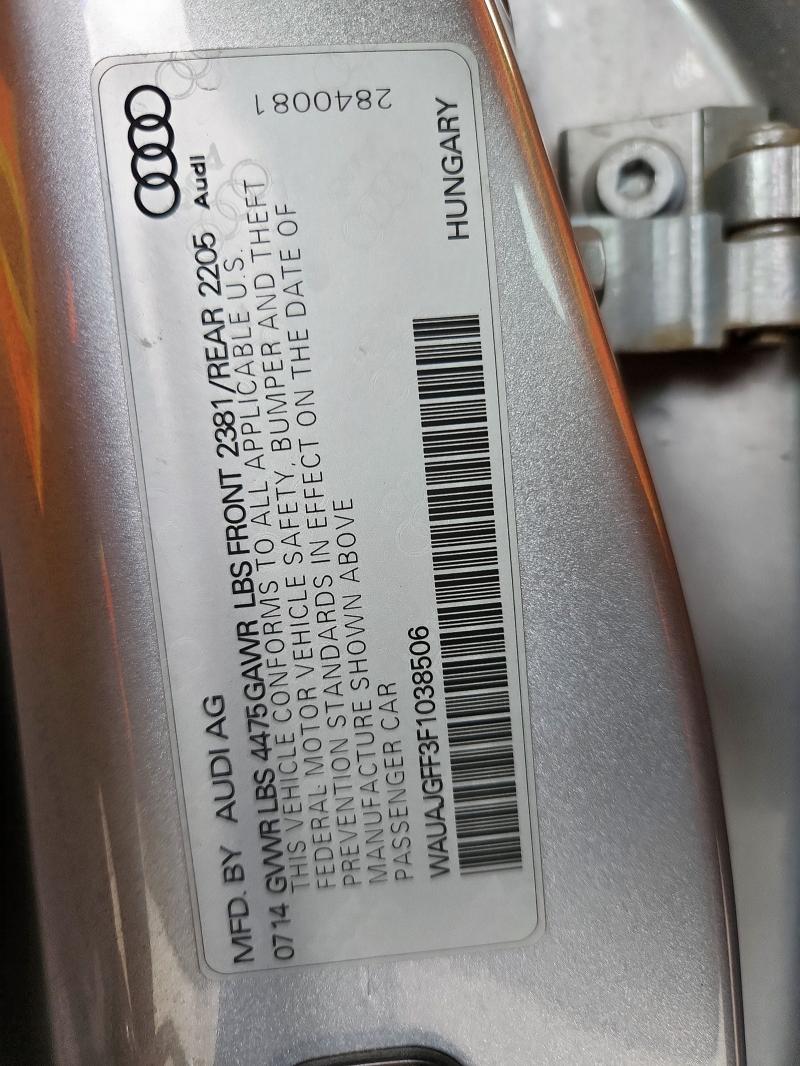 MFD. BY AUDI AG
0714 GVWR LBS 4475 GAWR LBS FRONT 2381/REAR 2205
THIS VEHICLE CONFORMS TO ALL APPLICABLE U.S.
FEDERAL MOTOR VEHICLE SAFETY, BUMPER AND THEFT
PREVENTION STANDARDS IN EFFECT ON THE DATE OF
MANUFACTURE SHOWN ABOVE
PASSENGER CAR
WAUAJGFF3F1038506
Audi
2840081
HUNGARY